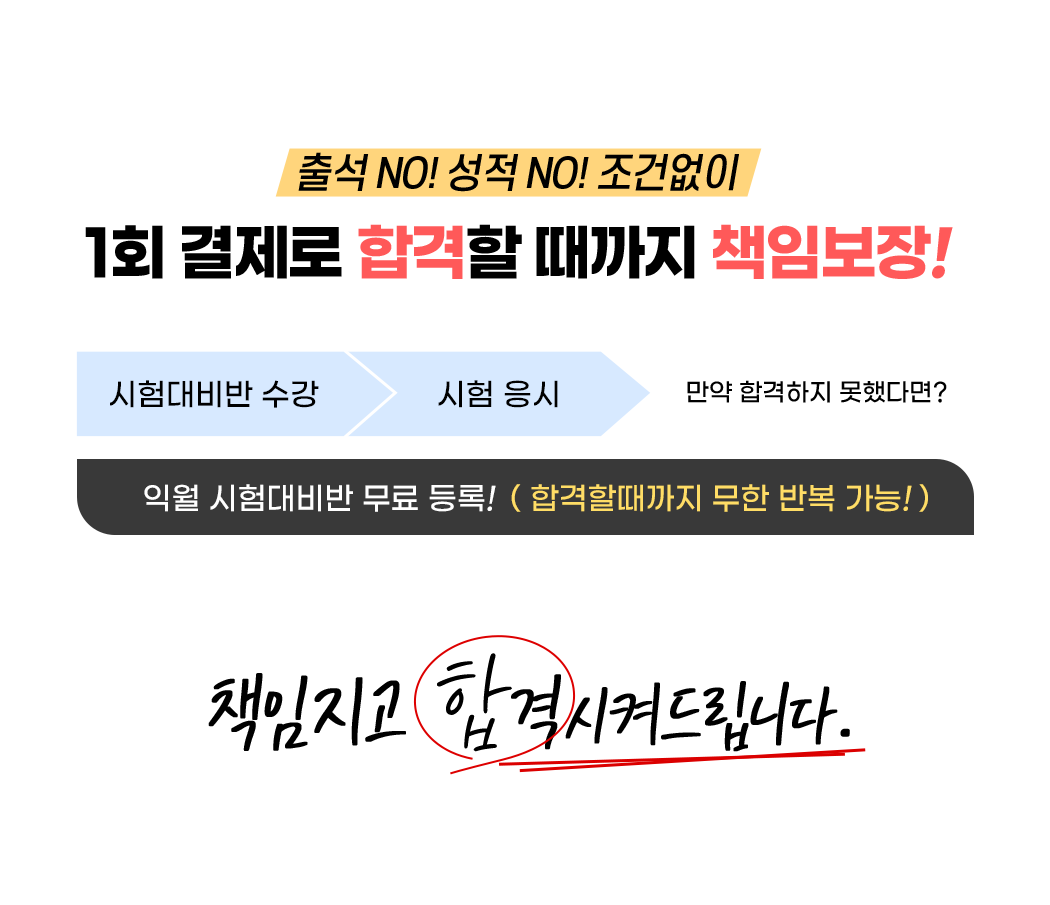 출석 NO! 성적 NO! 조건없이
1회 결제로 합격할 때까지 책임보장!
시험대비반 수강
시험 응시
만약 합격하지 못했다면?
익월 시험대비반 무료 등록! ( 합격할때까지 무한 반복 가능! )
책임지고 합격시켜드립니다.